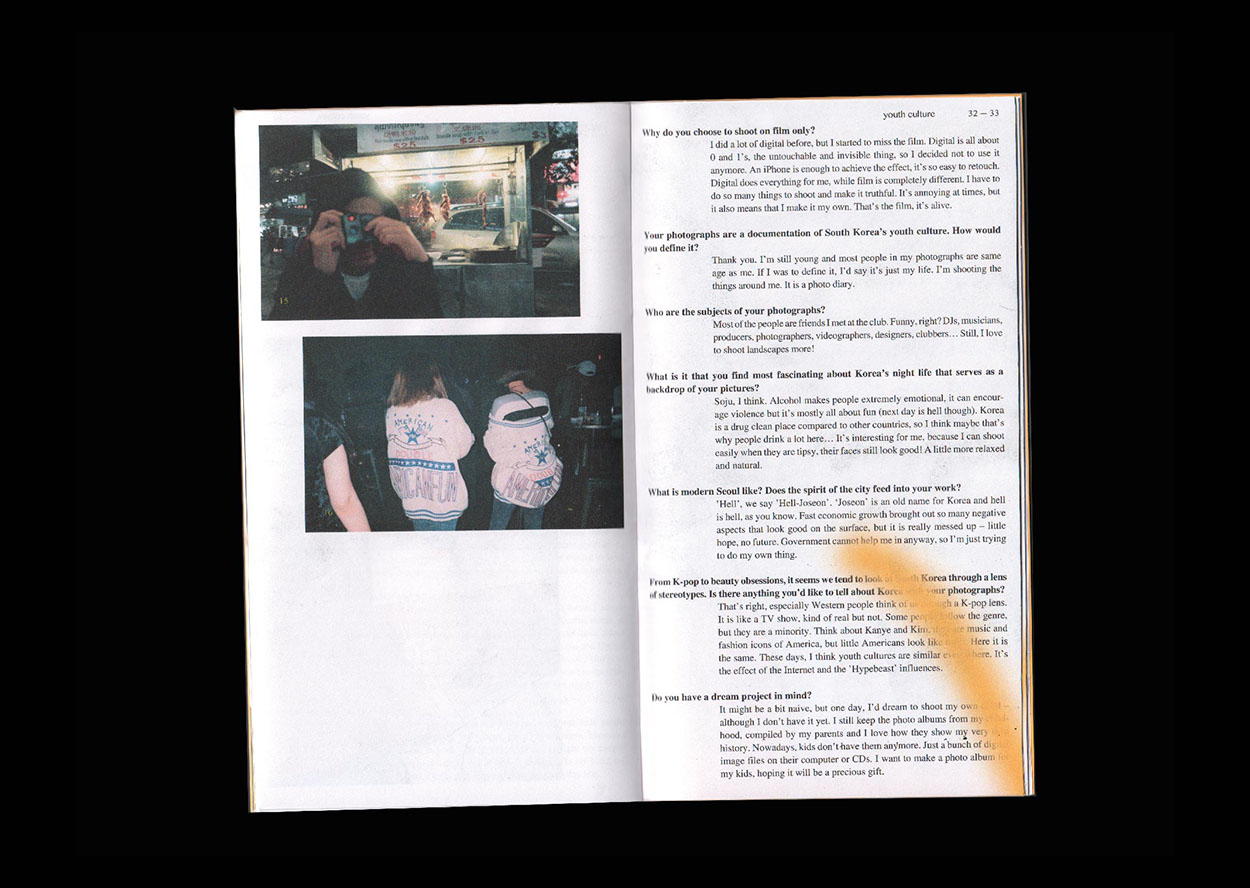 $2.5
$2.5
15
AMERICAN
AMERICAN
16
youth culture 32 – 33
Why do you choose to shoot on film only?
I did a lot of digital before, but I started to miss the film. Digital is all about
0 and 1's, the untouchable and invisible thing, so I decided not to use it
anymore. An iPhone is enough to achieve the effect, it's so easy to retouch.
Digital does everything for me, while film is completely different. I have to
do so many things to shoot and make it truthful. It's annoying at times, but
it also means that I make it my own. That's the film, it's alive.
Your photographs are a documentation of South Korea's youth culture. How would
you define it?
Thank you. I'm still young and most people in my photographs are same
age as me. If I was to define it, I'd say it's just my life. I'm shooting the
things around me. It is a photo diary.
Who are the subjects of your photographs?
Most of the people are friends I met at the club. Funny, right? DJs, musicians,
producers, photographers, videographers, designers, clubbers… Still, I love
to shoot landscapes more!
What is it that you find most fascinating about Korea's night life that serves as a
backdrop of your pictures?
Soju, I think. Alcohol makes people extremely emotional, it can encour-
age violence but it's mostly all about fun (next day is hell though). Korea
is a drug clean place compared to other countries, so I think maybe that's
why people drink a lot here… It's interesting for me, because I can shoot
easily when they are tipsy, their faces still look good! A little more relaxed
and natural.
What is modern Seoul like? Does the spirit of the city feed into your work?
'Hell', we say 'Hell-Joseon'. 'Joseon' is an old name for Korea and hell
is hell, as you know. Fast economic growth brought out so many negative
aspects that look good on the surface, but it is really messed up – little
hope, no future. Government cannot help me in anyway, so I'm just trying
to do my own thing.
From K-pop to beauty obsessions, it seems we tend to look at South Korea through a lens
of stereotypes. Is there anything you'd like to tell about Korea with your photographs?
That's right, especially Western people think of us through a K-pop lens.
It is like a TV show, kind of real but not. Some people follow the genre,
but they are a minority. Think about Kanye and Kim, they are music and
fashion icons of America, but little Americans look like Here it is
the same. These days, I think youth cultures are similar everywhere. It's
the effect of the Internet and the 'Hypebeast' influences.
Do you have a dream project in mind?
It might be a bit naive, but one day, I'd dream to shoot my own –
although I don't have it yet. I still keep the photo albums from my child-
hood, compiled by my parents and I love how they show my very
history. Nowadays, kids don't have them anymore. Just a bunch of digital
image files on their computer or CDs. I want to make a photo album for
my kids, hoping it will be a precious gift.